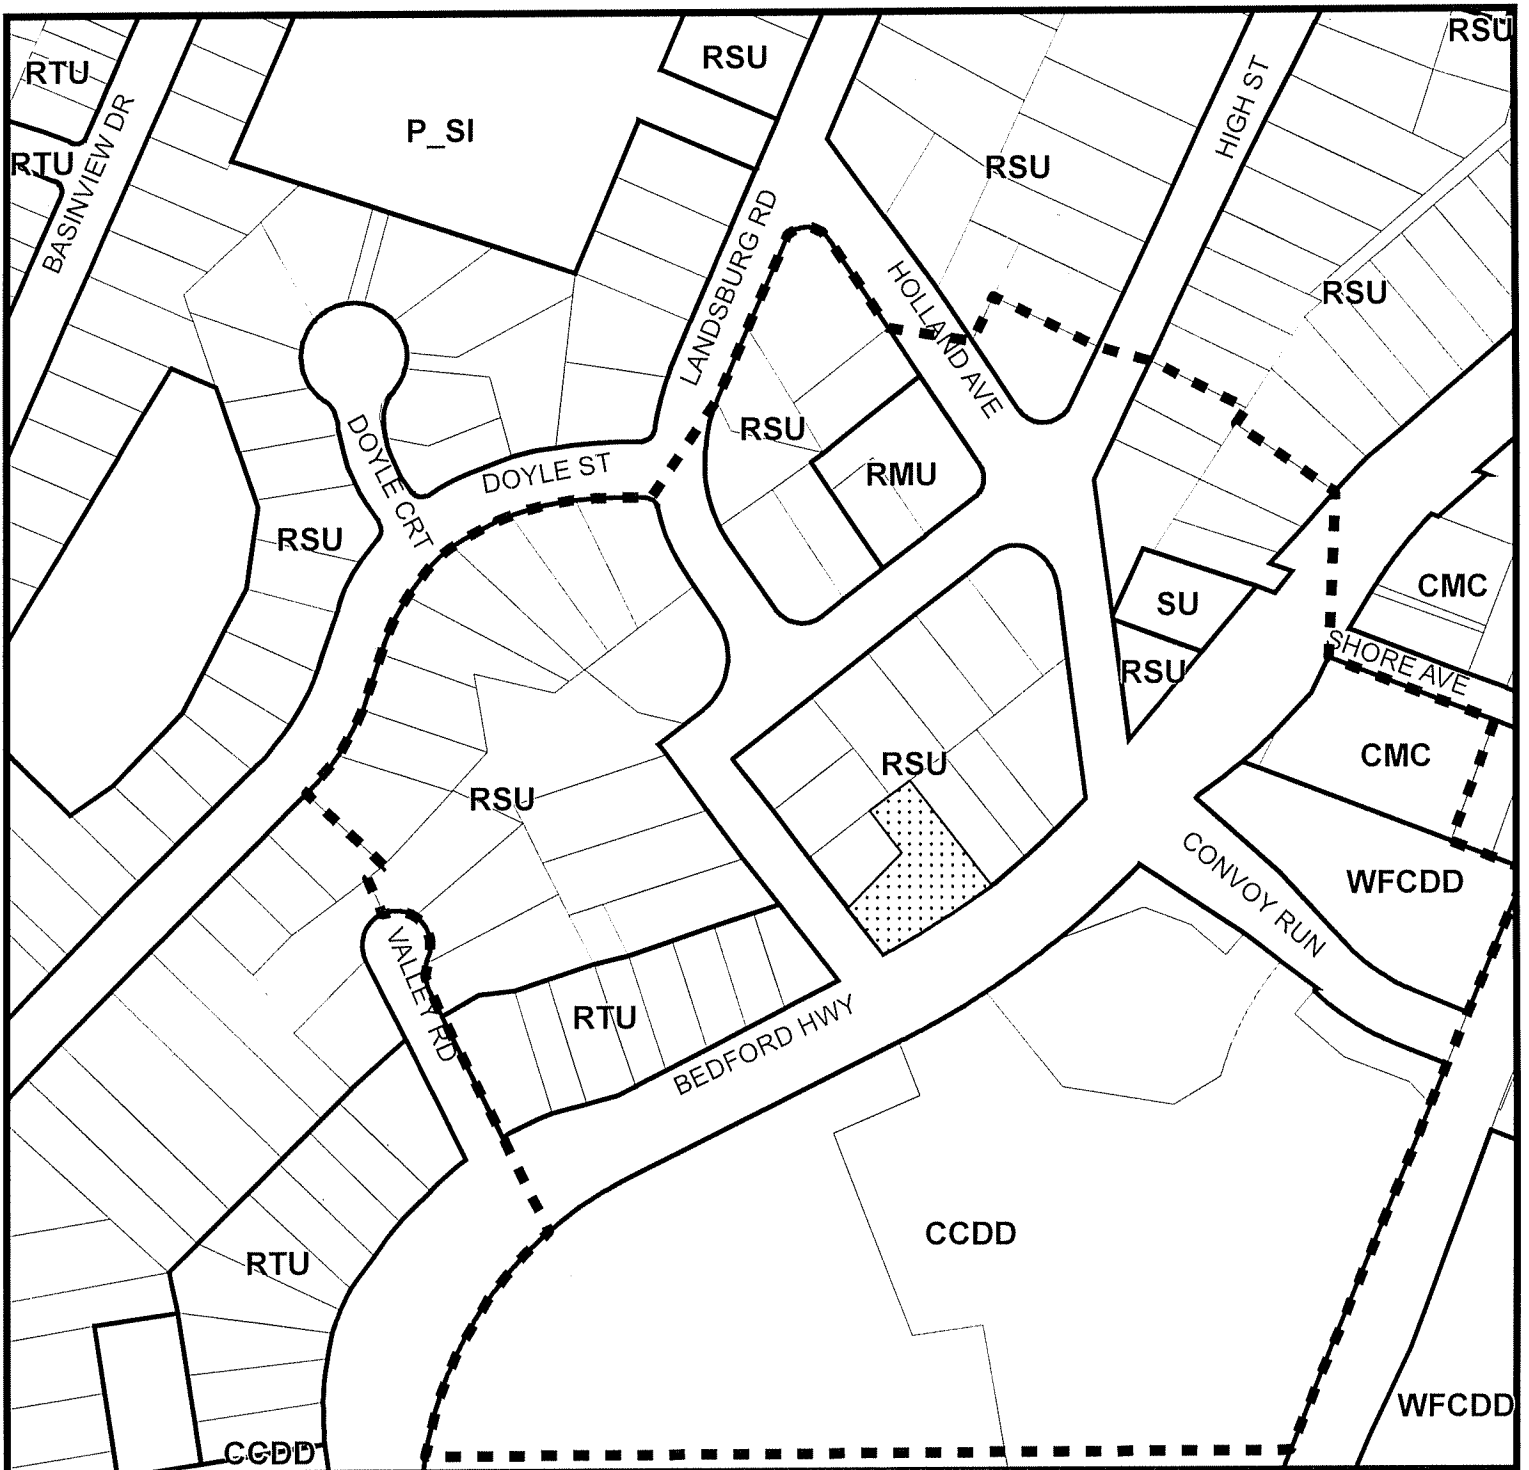 RSU
RTU
RSU
P_SI
BASINVIEW DR
HIGH ST
RTU
RSU
LANDSBURG RD
HOLLAND AVE
RSU
RSU
DOYLE CRT
DOYLE ST
RMU
RSU
CMC
SU
SHORE AVE
RSU
CMC
RSU
RSU
CONVOY RUN
WFCDD
VALLEY RD
RTU
BEDFORD HWY
CCDD
RTU
WFCDD
CCDD